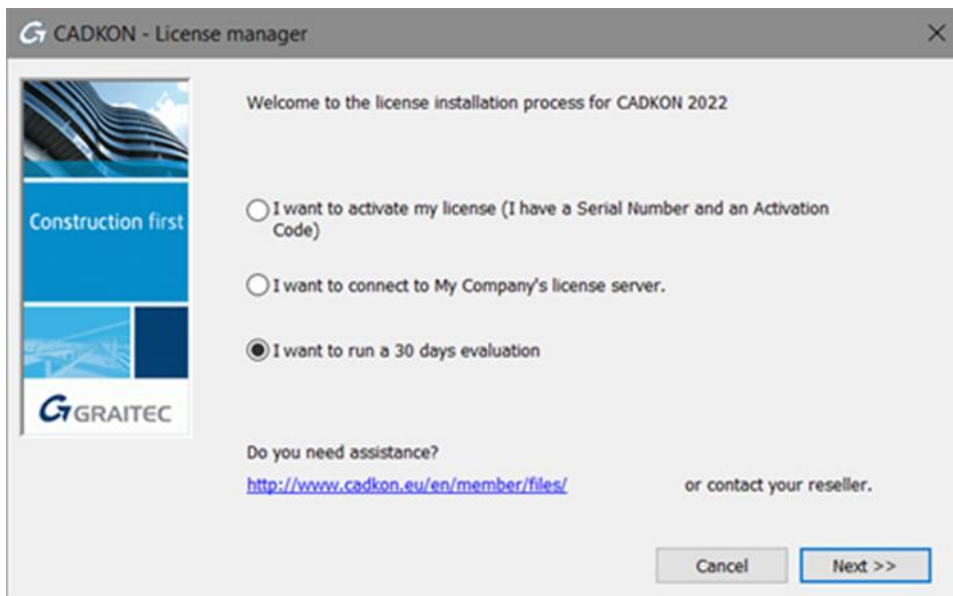 CADKON - License manager
Construction first
GRAITEC
Welcome to the license installation process for CADKON 2022
I want to activate my license (I have a Serial Number and an Activation
Code)
I want to connect to My Company's license server.
I want to run a 30 days evaluation
Do you need assistance?
http://www.cadkon.eu/en/member/files/ or contact your reseller.
Cancel Next >>